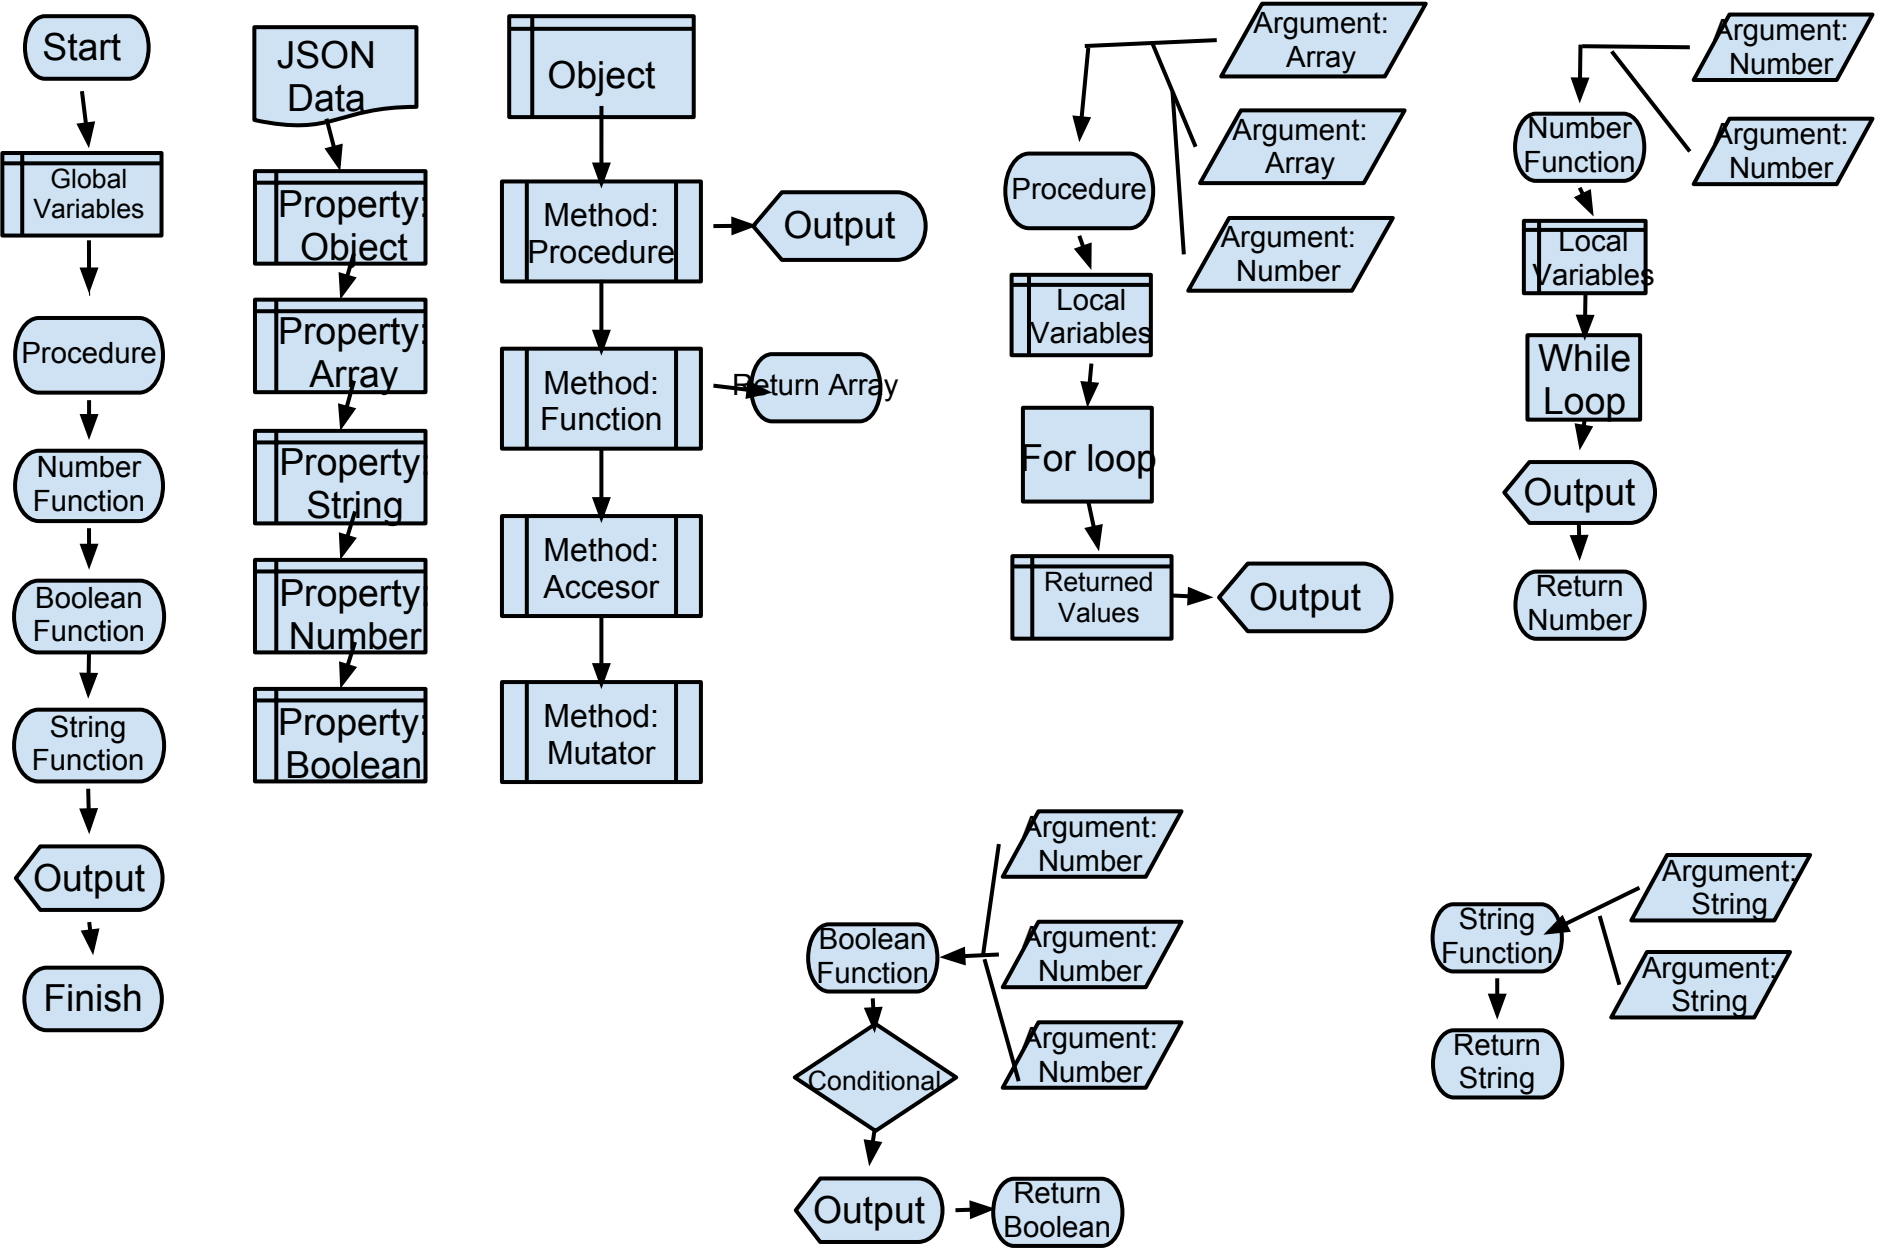 Start
Global
Variables
Procedure
Number
Function
Boolean
Function
String
Function
Output
Finish
JSON
Data
Property:
Object
Property:
Array
Property:
String
Property:
Number
Property:
Boolean
Object
Method:
Procedure
Output
Method:
Function
Return Array
Method:
Accesor
Method:
Mutator
Argument:
Array
Argument:
Array
Argument:
Number
Procedure
Local
Variables
For loop
Returned
Values
Output
Argument:
Number
Argument:
Number
Number
Function
Local
Variables
While
Loop
Output
Return
Number
Argument:
Number
Argument:
Number
Argument:
Number
Boolean
Function
Conditional
Output
Return
Boolean
Argument:
String
Argument:
String
String
Function
Return
String